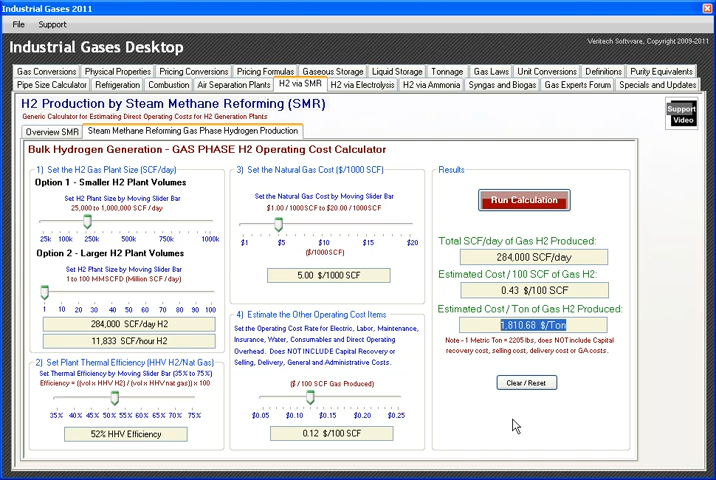 Industrial Gases 2011
File Support
Industrial Gases Desktop
Veritech Software, Copyright 2009-2011
Gas Conversions Physical Properties Pricing Conversions Pricing Formulas Gaseous Storage Liquid Storage Tonnage Gas Laws Unit Conversions Definitions Purity Equivalents
Pipe Size Calculator Refrigeration Combustion Air Separation Plants H2 via SMR H2 via Electrolysis H2 via Ammonia Syngas and Biogas Gas Experts Forum Specials and Updates
H2 Production by Steam Methane Reforming (SMR)
Generic Calculator for Estimating Direct Operating Costs for H2 Generation Plants
Support
Video
Overview SMR Steam Methane Reforming Gas Phase Hydrogen Production
Bulk Hydrogen Generation - GAS PHASE H2 Operating Cost Calculator
1) Set the H2 Gas Plant Size (SCF/day)
Option 1 - Smaller H2 Plant Volumes
Set H2 Plant Size by Moving Slider Bar
25,000 to 1,000,000 SCF /day
25k 100k 250k 500k 750k 1000k
Option 2 - Larger H2 Plant Volumes
Set H2 Plant Size by Moving Slider Bar
1 to 100 MMSCFD (Million SCF/day)
1 10 20 30 40 50 60 70 80 90 100
284,000 SCF/day H2
11,833 SCF/hour H2
2) Set Plant Thermal Efficiency (HHV H2/Nat Gas)
Set Thermal Efficiency by Moving Slider Bar (35% to 75%)
Efficiency = ((vol x HHV H2) / (vol x HHV nat gas)) x 100
35% 40% 45% 50% 55% 60% 65% 70% 75%
52% HHV Efficiency
3) Set the Natural Gas Cost ($/1000 SCF)
Set the Natural Gas Cost by Moving Slider Bar
$1.00 /1000SCF to $20.00 /1000SCF
$1 $5 $10 $15 $20
($/1000SCF)
5.00 $/1000 SCF
4) Estimate the Other Operating Cost Items
Set the Operating Cost Rate for Electric, Labor, Maintenance,
Insurance, Water, Consumables and Direct Operating
Overhead. Does NOT INCLUDE Capital Recovery or
Selling, Delivery, General and Administrative Costs.
($ /100 SCF Gas Produced)
$0.05 $0.10 $0.15 $0.20 $0.25
0.12 $/100 SCF
Results
Run Calculation
Total SCF/day of Gas H2 Produced:
284,000 SCF/day
Estimated Cost / 100 SCF of Gas H2:
0.43 $/100 SCF
Estimated Cost / Ton of Gas H2 Produced:
1,810.68 $/Ton
Note - 1 Metric Ton = 2205 lbs, does NOT include Capital
recovery cost, selling cost, delivery cost or GA costs.
Clear / Reset